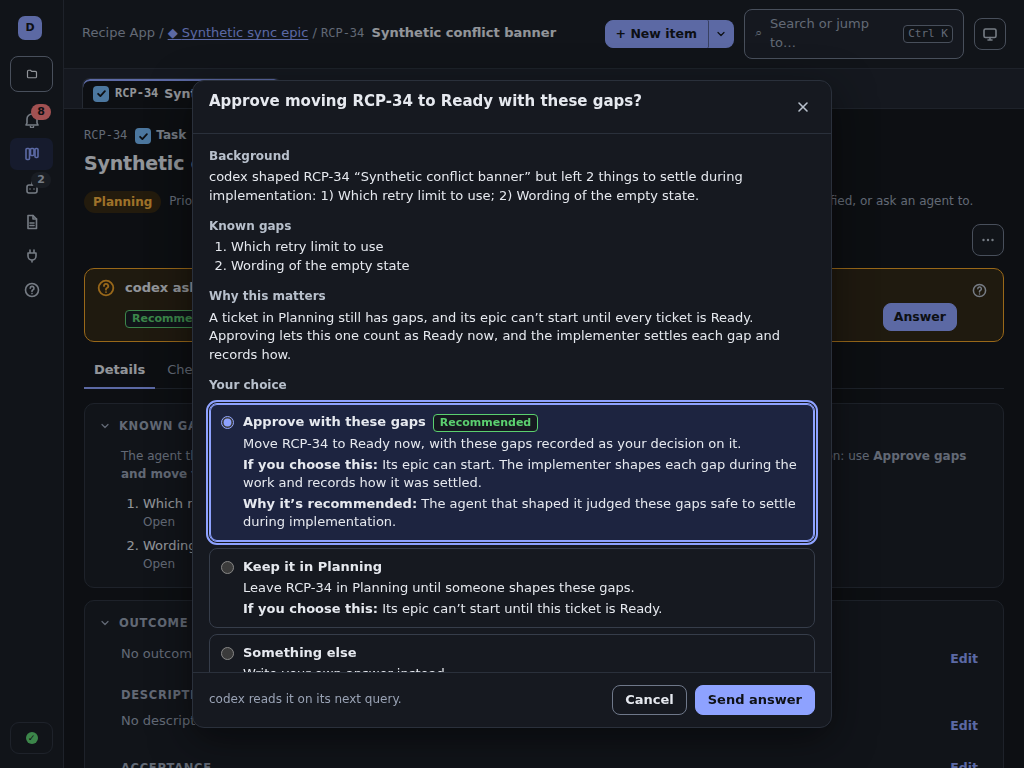 D
Recipe App / ◆ Synthetic sync epic / RCP-34 Synthetic conflict banner
+ New item
Search or jump to…
Ctrl K
8
2
RCP-34
RCP-34 Task
Synthetic
Planning
Approve moving RCP-34 to Ready with these gaps?
Background
codex shaped RCP-34 “Synthetic conflict banner” but left 2 things to settle during
implementation: 1) Which retry limit to use; 2) Wording of the empty state.
Known gaps
1. Which retry limit to use
2. Wording of the empty state
Why this matters
A ticket in Planning still has gaps, and its epic can’t start until every ticket is Ready.
Approving lets this one count as Ready now, and the implementer settles each gap and
records how.
Your choice
Approve with these gaps Recommended
Move RCP-34 to Ready now, with these gaps recorded as your decision on it.
If you choose this: Its epic can start. The implementer shapes each gap during the
work and records how it was settled.
Why it’s recommended: The agent that shaped it judged these gaps safe to settle
during implementation.
Keep it in Planning
Leave RCP-34 in Planning until someone shapes these gaps.
If you choose this: Its epic can’t start until this ticket is Ready.
Something else
codex reads it on its next query.
Cancel
Send answer
or ask an agent to.
codex
Answer
Details
KNOWN
The agent
use Approve gaps
and move
1. Which
Open
2. Wording
Open
OUTCOME
No
Edit
No
Edit
Edit